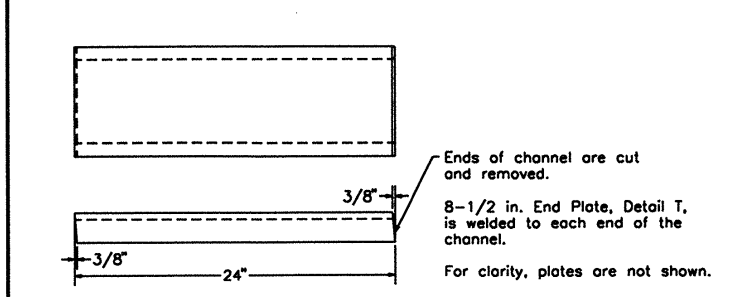 Ends of channel are cut
and removed.
3/8"
8-1/2 in. End Plate, Detail T,
is welded to each end of the
channel.
3/8"
24"
For clarity, plates are not shown.